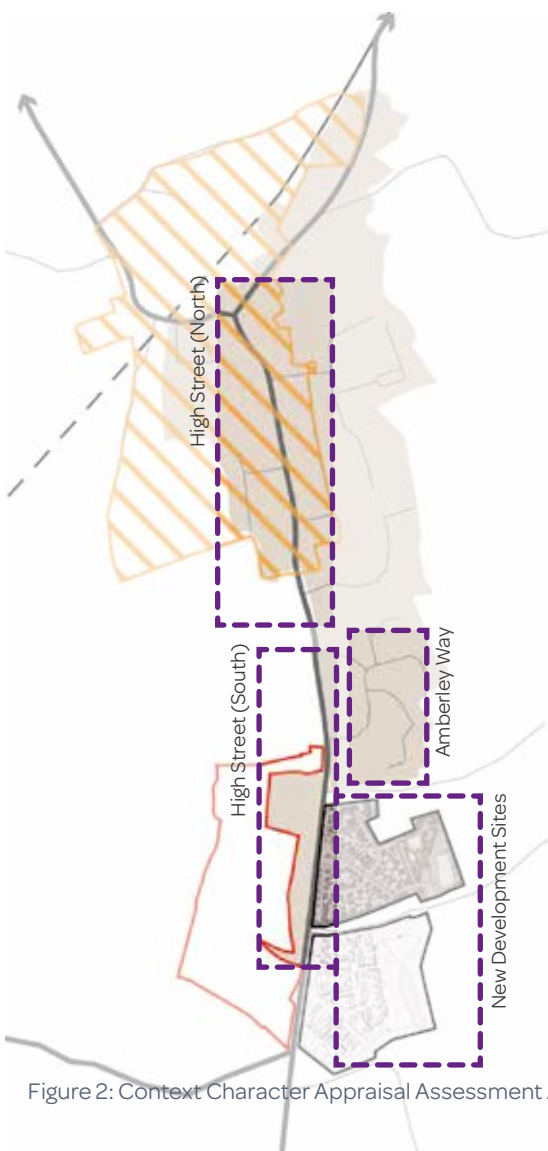 High Street (North)
High Street (South)
Amberley Way
New Development Sites
Figure 2: Context Character Appraisal Assessment